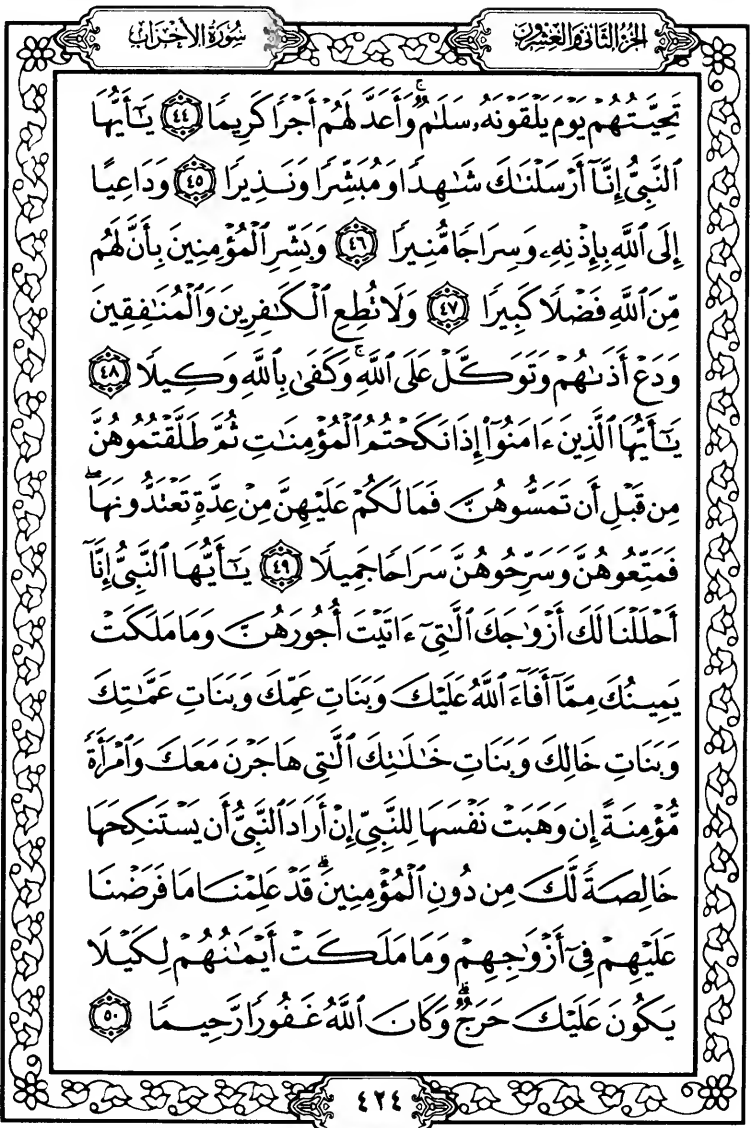 الجزء الثاني والعشرون
سورة الأحزاب
تَحِيَّتُهُمْ يَوْمَ يَلْقَوْنَهُۥ سَلَٰمٌ ۚ وَأَعَدَّ لَهُمْ أَجْرًا كَرِيمًا ٤٤ يَٰٓأَيُّهَا
ٱلنَّبِىُّ إِنَّآ أَرْسَلْنَٰكَ شَٰهِدًا وَمُبَشِّرًا وَنَذِيرًا ٤٥ وَدَاعِيًا
إِلَى ٱللَّهِ بِإِذْنِهِۦ وَسِرَاجًا مُّنِيرًا ٤٦ وَبَشِّرِ ٱلْمُؤْمِنِينَ بِأَنَّ لَهُم
مِّنَ ٱللَّهِ فَضْلًا كَبِيرًا ٤٧ وَلَا تُطِعِ ٱلْكَٰفِرِينَ وَٱلْمُنَٰفِقِينَ
وَدَعْ أَذَىٰهُمْ وَتَوَكَّلْ عَلَى ٱللَّهِ ۚ وَكَفَىٰ بِٱللَّهِ وَكِيلًا ٤٨
يَٰٓأَيُّهَا ٱلَّذِينَ ءَامَنُوٓا۟ إِذَا نَكَحْتُمُ ٱلْمُؤْمِنَٰتِ ثُمَّ طَلَّقْتُمُوهُنَّ
مِن قَبْلِ أَن تَمَسُّوهُنَّ فَمَا لَكُمْ عَلَيْهِنَّ مِنْ عِدَّةٍ تَعْتَدُّونَهَا ۖ
فَمَتِّعُوهُنَّ وَسَرِّحُوهُنَّ سَرَاحًا جَمِيلًا ٤٩ يَٰٓأَيُّهَا ٱلنَّبِىُّ إِنَّآ
أَحْلَلْنَا لَكَ أَزْوَٰجَكَ ٱلَّٰتِىٓ ءَاتَيْتَ أُجُورَهُنَّ وَمَا مَلَكَتْ
يَمِينُكَ مِمَّآ أَفَآءَ ٱللَّهُ عَلَيْكَ وَبَنَاتِ عَمِّكَ وَبَنَاتِ عَمَّٰتِكَ
وَبَنَاتِ خَالِكَ وَبَنَاتِ خَٰلَٰتِكَ ٱلَّٰتِى هَاجَرْنَ مَعَكَ وَٱمْرَأَةً
مُّؤْمِنَةً إِن وَهَبَتْ نَفْسَهَا لِلنَّبِىِّ إِنْ أَرَادَ ٱلنَّبِىُّ أَن يَسْتَنكِحَهَا
خَالِصَةً لَّكَ مِن دُونِ ٱلْمُؤْمِنِينَ ۗ قَدْ عَلِمْنَا مَا فَرَضْنَا
عَلَيْهِمْ فِىٓ أَزْوَٰجِهِمْ وَمَا مَلَكَتْ أَيْمَٰنُهُمْ لِكَيْلَا
يَكُونَ عَلَيْكَ حَرَجٌ ۗ وَكَانَ ٱللَّهُ غَفُورًا رَّحِيمًا ٥٠
٤٢٤